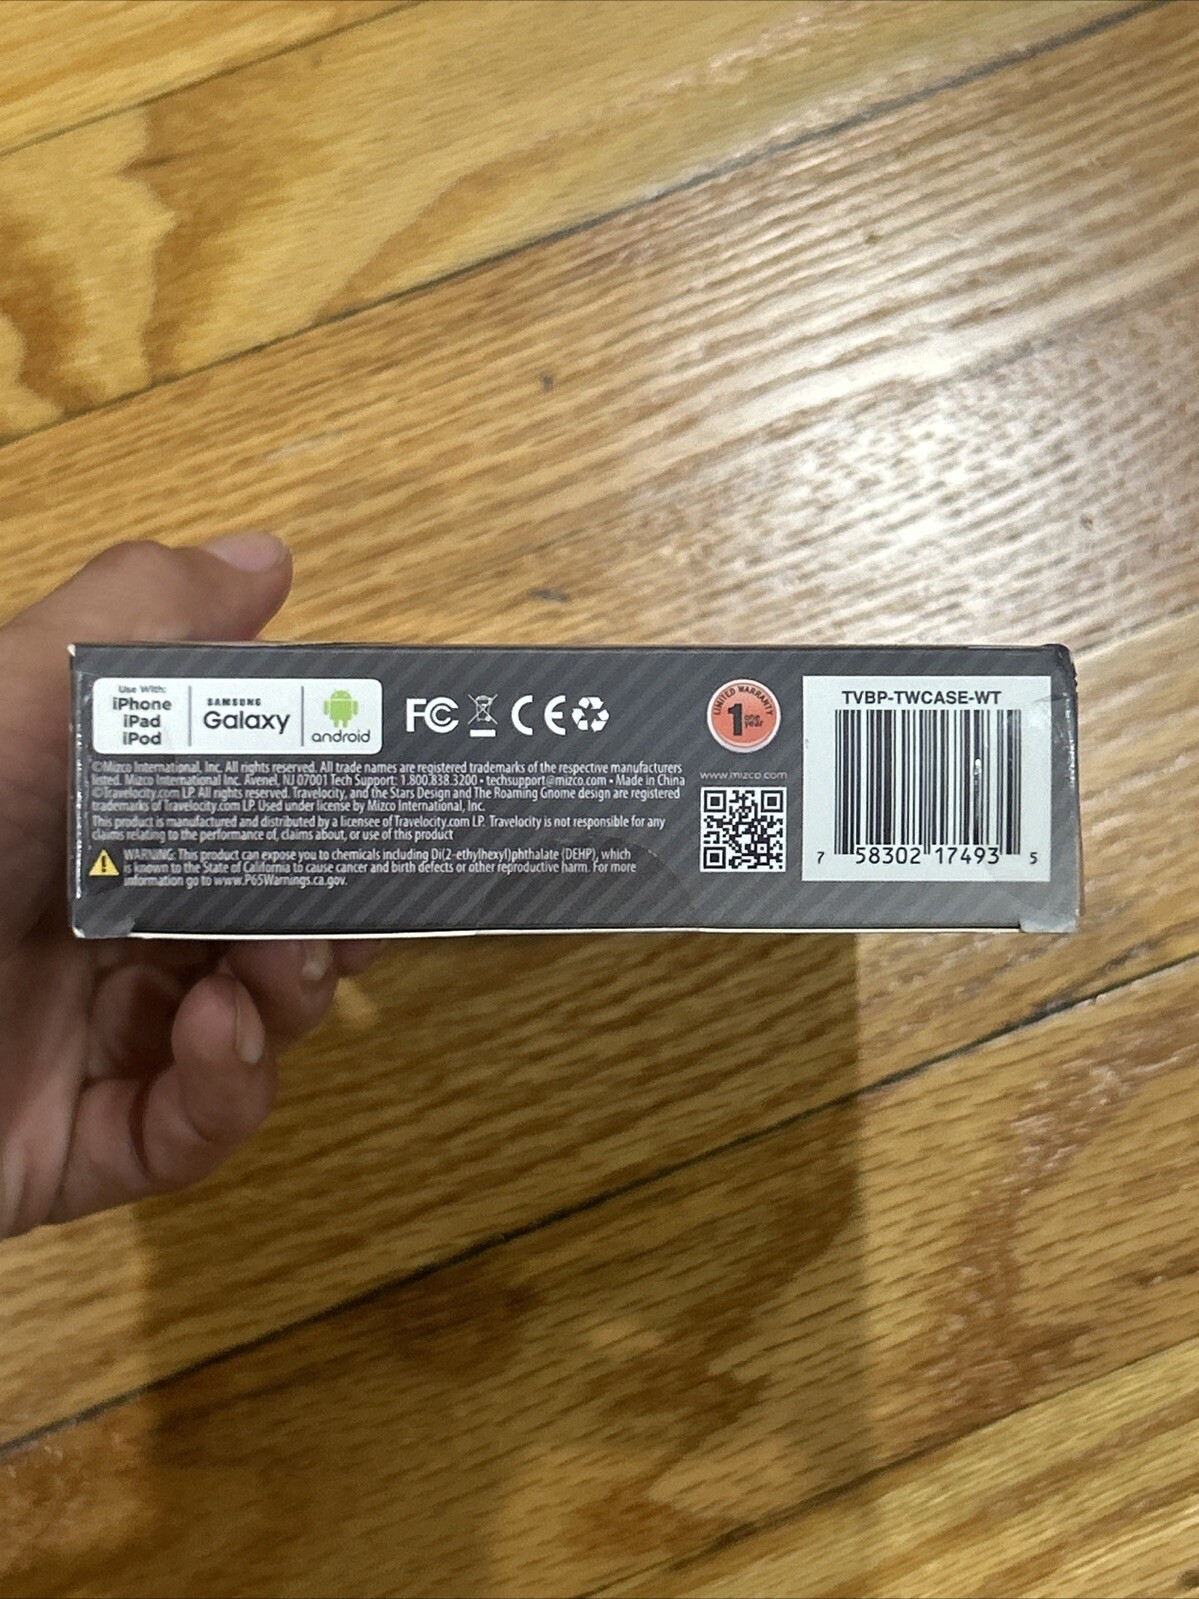 Use With:
iPhone
iPad
iPod
SAMSUNG
Galaxy
android
FC CE
LIMITED WARRANTY
1 one year
www.mizco.com
TVBP-TWCASE-WT
7 58302 17493 5
©Mizco International, Inc. All rights reserved. All trade names are registered trademarks of the respective manufacturers
listed. Mizco International Inc. Avenel, NJ 07001 Tech Support: 1.800.838.3200 • techsupport@mizco.com • Made in China
©Travelocity.com LP. All rights reserved. Travelocity, and the Stars Design and The Roaming Gnome design are registered
trademarks of Travelocity.com LP. Used under license by Mizco International, Inc.
This product is manufactured and distributed by a licensee of Travelocity.com LP. Travelocity is not responsible for any
claims relating to the performance of, claims about, or use of this product
WARNING: This product can expose you to chemicals including Di(2-ethylhexyl)phthalate (DEHP), which
is known to the State of California to cause cancer and birth defects or other reproductive harm. For more
information go to www.P65Warnings.ca.gov.